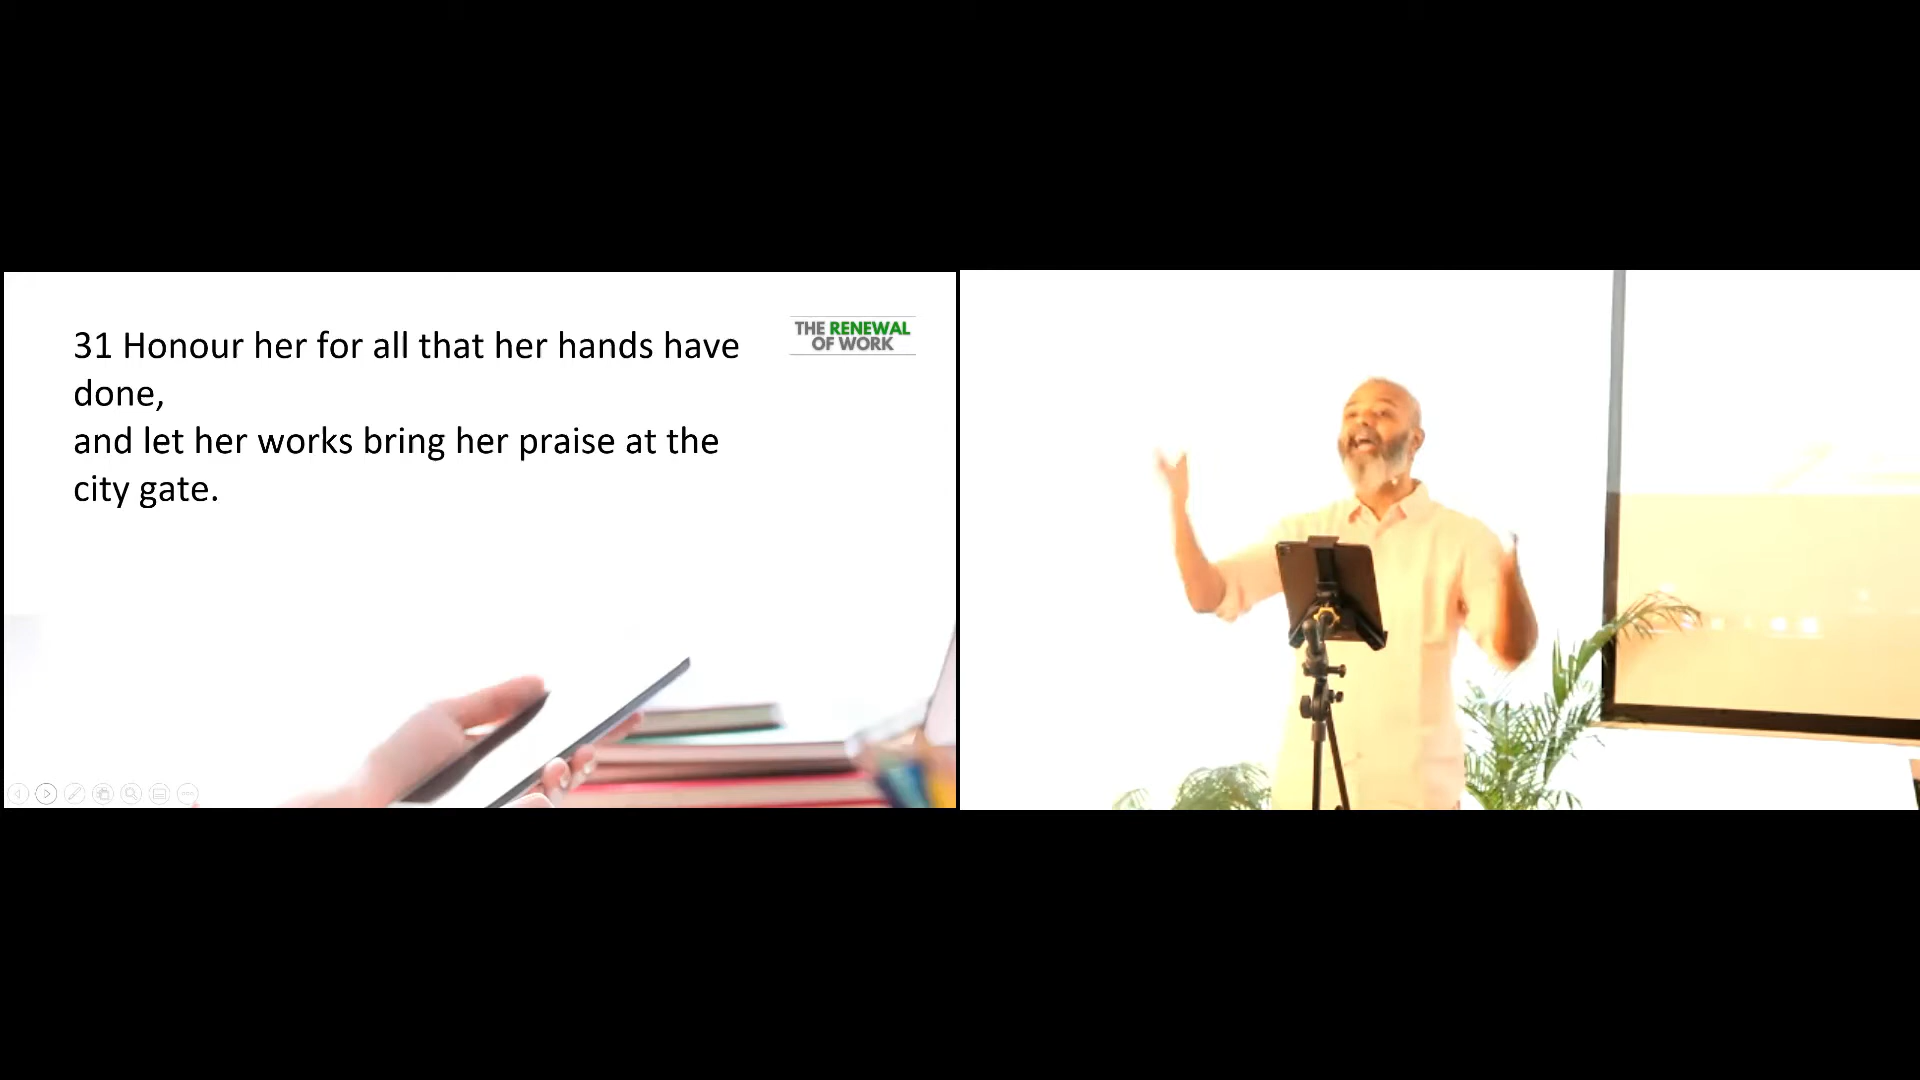 31 Honour her for all that her hands have
done,
and let her works bring her praise at the
city gate.
THE RENEWAL
OF WORK